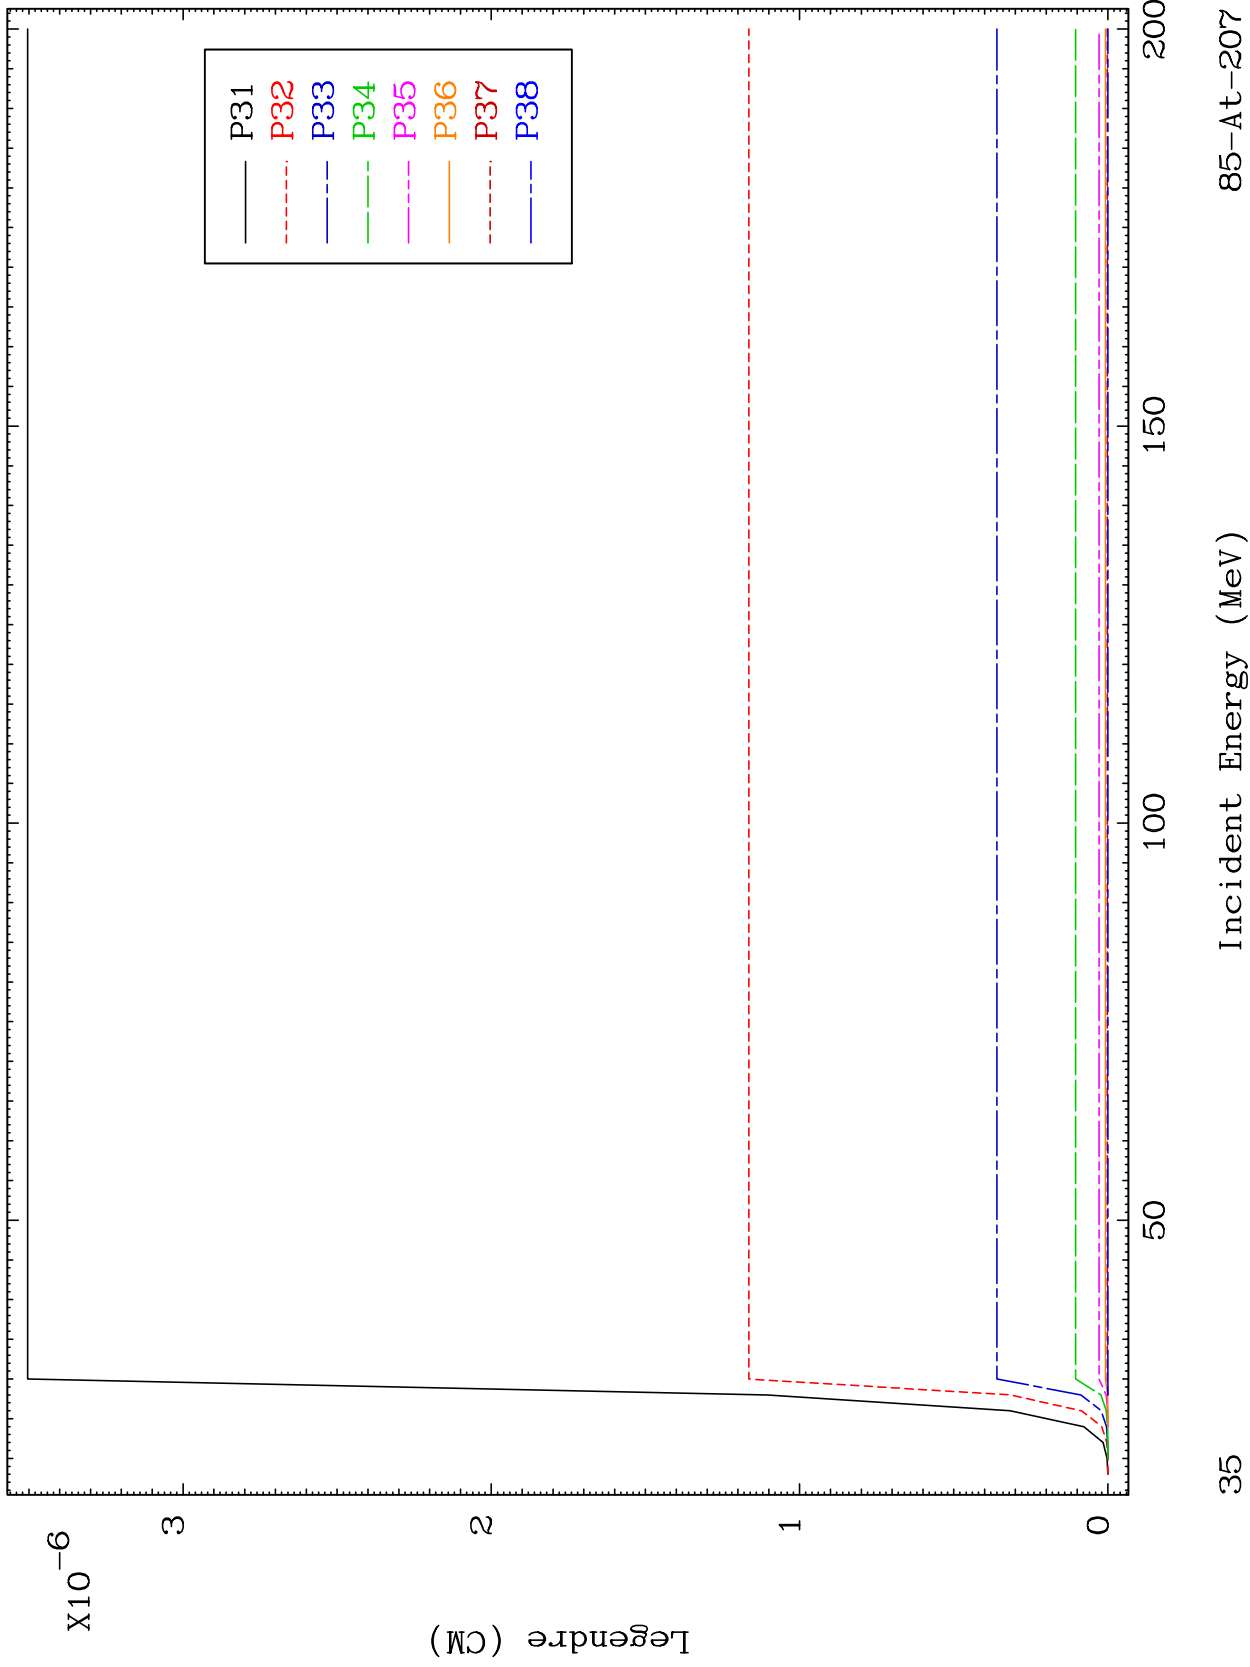 X10-6
3
2
1
0
Legendre (CM)
P31
P32
P33
P34
P35
P36
P37
P38
50
100
150
200
Incident Energy (MeV)
35
85-At-207